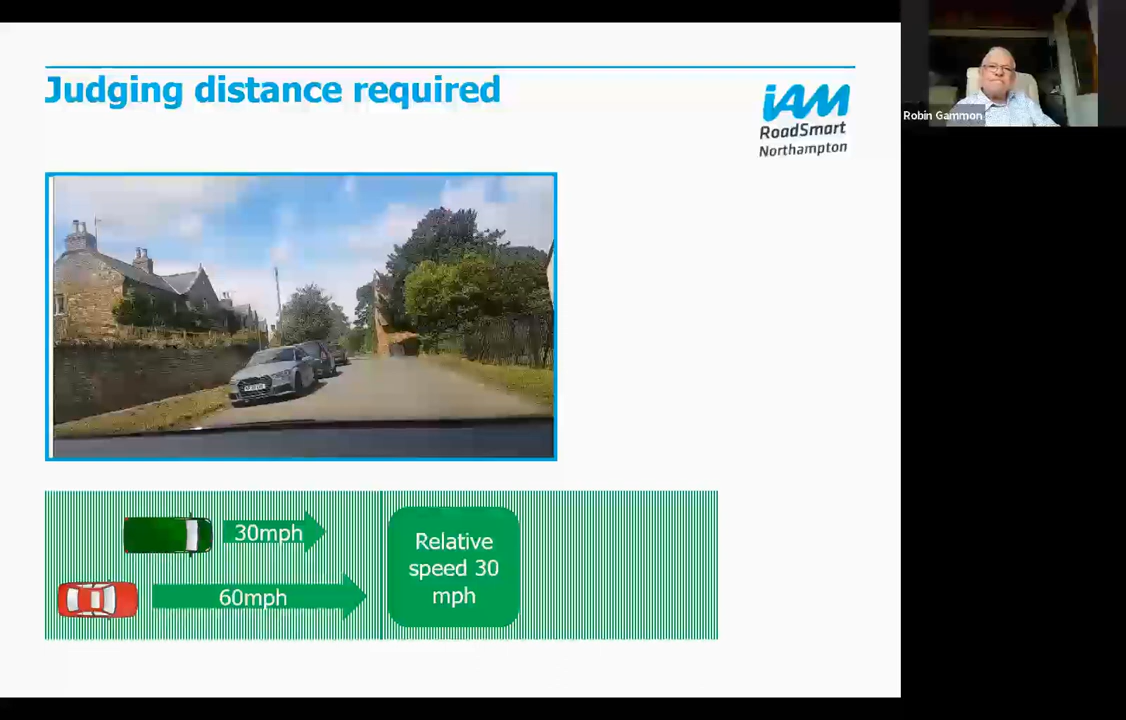 Judging distance required
iAM
RoadSmart
Northampton
Robin Gammon
30mph
60mph
Relative
speed 30
mph